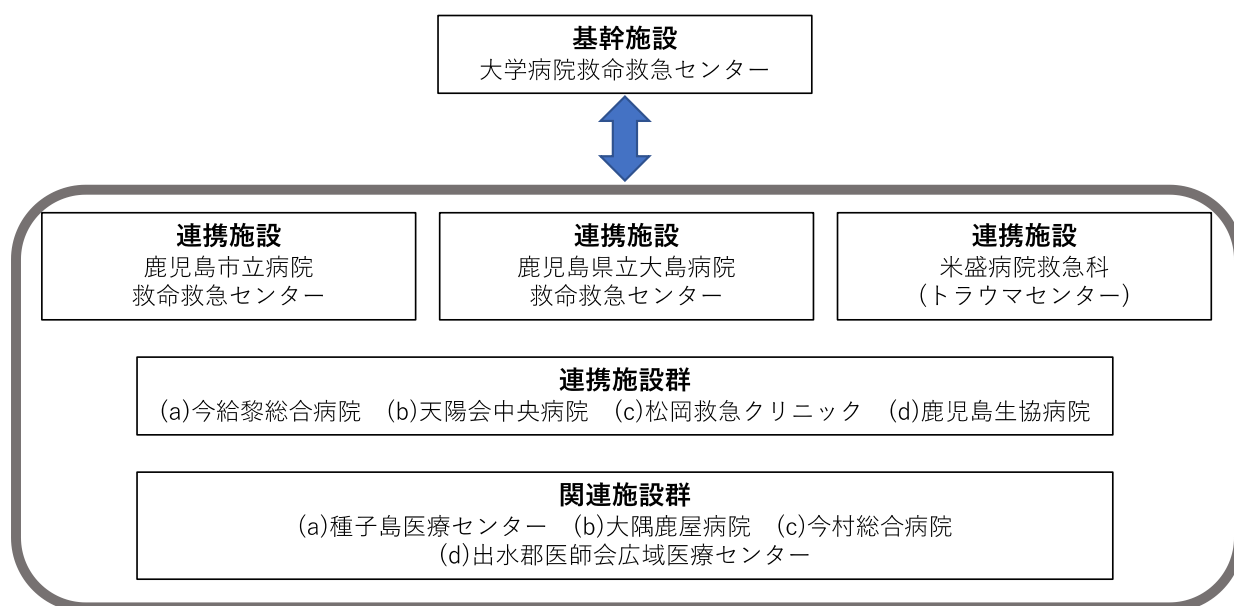 基幹施設
大学病院救命救急センター
連携施設
鹿児島市立病院
救命救急センター
連携施設
鹿児島県立大島病院
救命救急センター
連携施設
米盛病院救急科
(トラウマセンター)
連携施設群
(a)今給黎総合病院 (b)天陽会中央病院 (c)松岡救急クリニック (d)鹿児島生協病院
関連施設群
(a)種子島医療センター (b)大隅鹿屋病院 (c)今村総合病院
(d)出水郡医師会広域医療センター